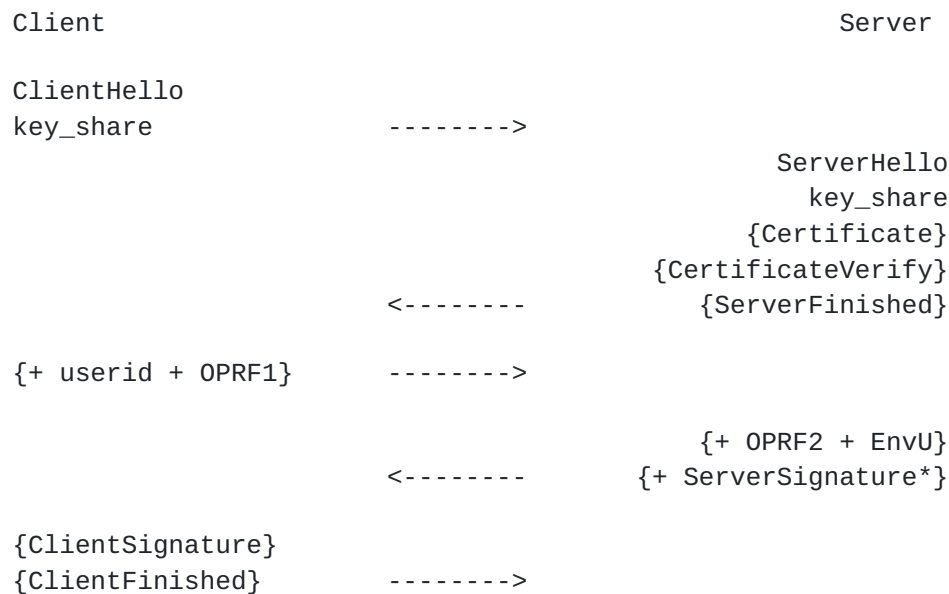 Client Server
ClientHello
key_share -------->
ServerHello
key_share
{Certificate}
{CertificateVerify}
<-------- {ServerFinished}
{+ userid + OPRF1} -------->
{+ OPRF2 + EnvU}
<-------- {+ ServerSignature*}
{ClientSignature}
{ClientFinished} -------->